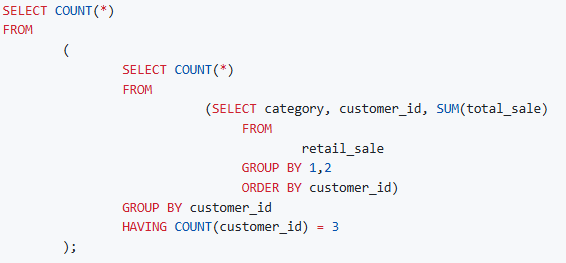 SELECT COUNT(*)
FROM
(
SELECT COUNT(*)
FROM
(SELECT category, customer_id, SUM(total_sale)
FROM
retail_sale
GROUP BY 1,2
ORDER BY customer_id)
GROUP BY customer_id
HAVING COUNT(customer_id) = 3
);